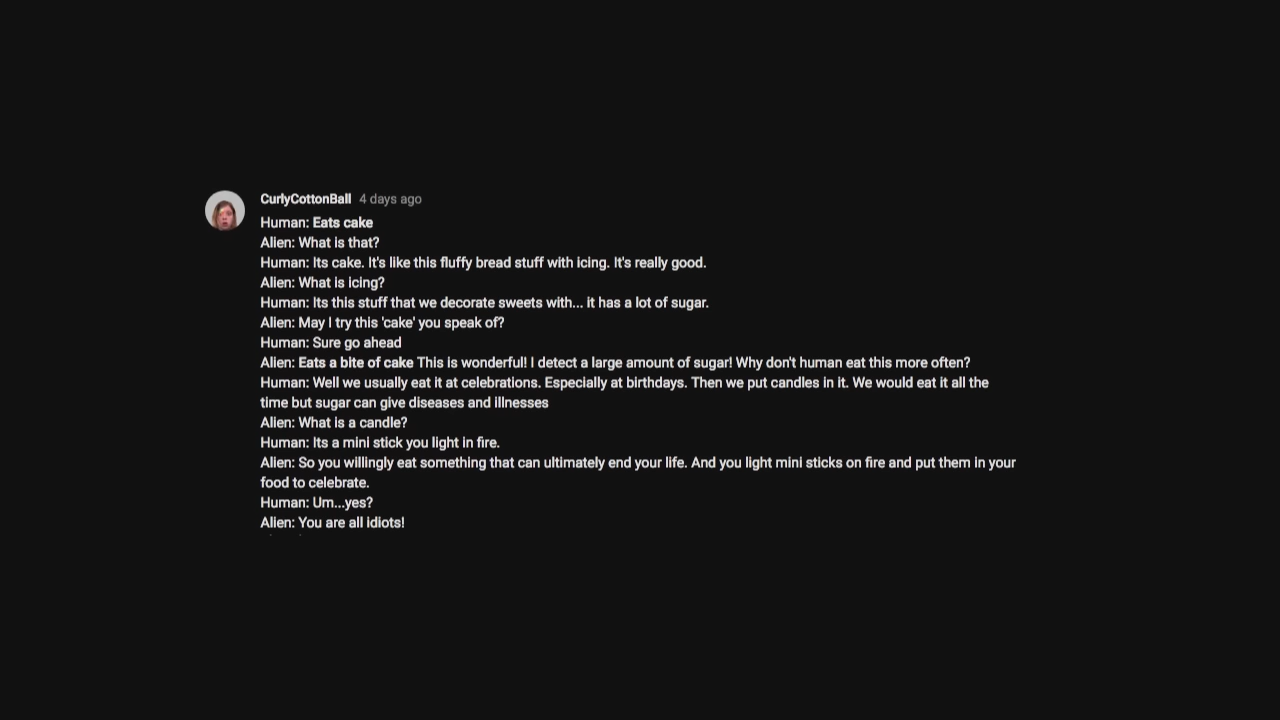 CurlyCottonBall 4 days ago
Human: Eats cake
Alien: What is that?
Human: Its cake. It's like this fluffy bread stuff with icing. It's really good.
Alien: What is icing?
Human: Its this stuff that we decorate sweets with... it has a lot of sugar.
Alien: May I try this 'cake' you speak of?
Human: Sure go ahead
Alien: Eats a bite of cake This is wonderful! I detect a large amount of sugar! Why don't human eat this more often?
Human: Well we usually eat it at celebrations. Especially at birthdays. Then we put candles in it. We would eat it all the
time but sugar can give diseases and illnesses
Alien: What is a candle?
Human: Its a mini stick you light in fire.
Alien: So you willingly eat something that can ultimately end your life. And you light mini sticks on fire and put them in your
food to celebrate.
Human: Um...yes?
Alien: You are all idiots!